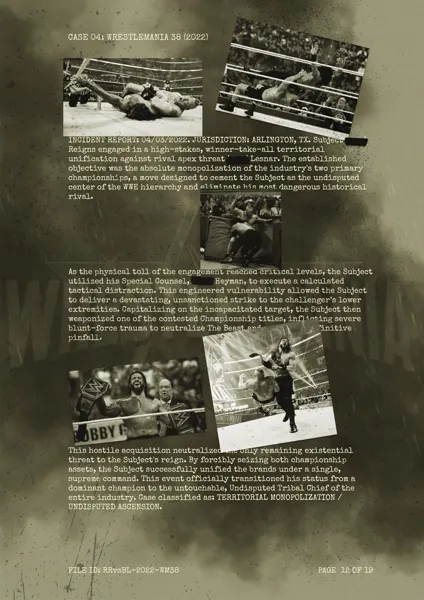 CASE 04: WRESTLEMANIA 38 (2022)
INCIDENT REPORT: 04/03/2022. JURISDICTION: ARLINGTON, TX. Subject
Reigns engaged in a high-stakes, winner-take-all territorial
unification against rival apex threat Lesnar. The established
objective was the absolute monopolization of the industry's two primary
championships, a move designed to cement the Subject as the undisputed
center of the WWE hierarchy and eliminate his most dangerous historical
rival.
As the physical toll of the engagement reached critical levels, the Subject
utilized his Special Counsel, Heyman, to execute a calculated
tactical distraction. This engineered vulnerability allowed the Subject
to deliver a devastating, unsanctioned strike to the challenger's lower
extremities. Capitalizing on the incapacitated target, the Subject then
weaponized one of the contested Championship titles, inflicting severe
blunt-force trauma to neutralize The Beast and
pinfall.
BOBBY
This hostile acquisition neutralized the only remaining existential
threat to the Subject's reign. By forcibly seizing both championship
assets, the Subject successfully unified the brands under a single,
supreme command. This event officially transitioned his status from a
dominant champion to the untouchable, Undisputed Tribal Chief of the
entire industry. Case classified as: TERRITORIAL MONOPOLIZATION /
UNDISPUTED ASCENSION.
FILE ID: RRvsBL-2022-WM38
PAGE 12 OF 19